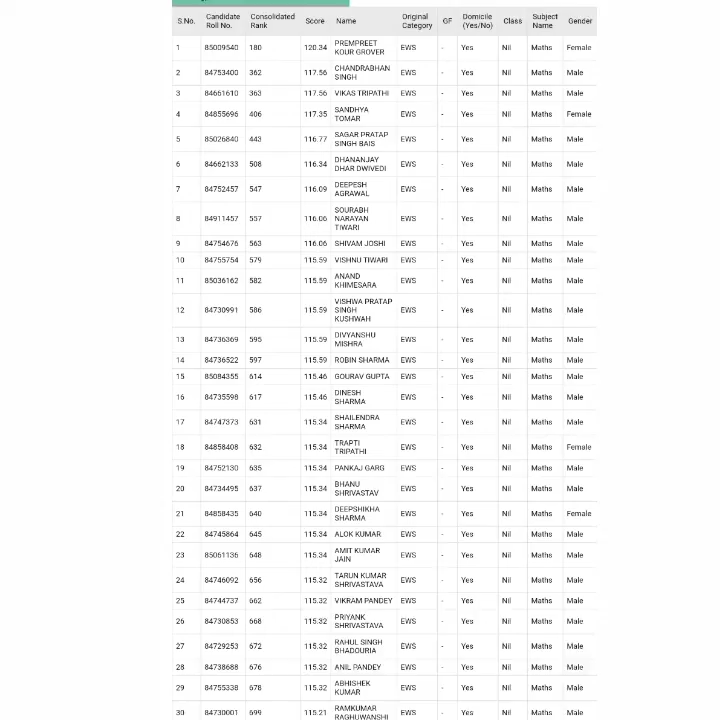 S.No. Candidate Roll No. Consolidated Rank Score Name Original Category GF Domicile (Yes/No) Class Subject Name Gender
1 85009540 180 120.34 PREMPREET KOUR GROVER EWS - Yes Nil Maths Female
2 84753400 362 117.56 CHANDRABHAN SINGH EWS - Yes Nil Maths Male
3 84661610 363 117.56 VIKAS TRIPATHI EWS - Yes Nil Maths Male
4 84855696 406 117.35 SANDHYA TOMAR EWS - Yes Nil Maths Female
5 85026840 443 116.77 SAGAR PRATAP SINGH BAIS EWS - Yes Nil Maths Male
6 84662133 508 116.34 DHANANJAY DHAR DWIVEDI EWS - Yes Nil Maths Male
7 84752457 547 116.09 DEEPESH AGRAWAL EWS - Yes Nil Maths Male
8 84911457 557 116.06 SOURABH NARAYAN TIWARI EWS - Yes Nil Maths Male
9 84754676 563 116.06 SHIVAM JOSHI EWS - Yes Nil Maths Male
10 84755754 579 115.59 VISHNU TIWARI EWS - Yes Nil Maths Male
11 85036162 582 115.59 ANAND KHIMESARA EWS - Yes Nil Maths Male
12 84730991 586 115.59 VISHWA PRATAP SINGH KUSHWAH EWS - Yes Nil Maths Male
13 84736369 595 115.59 DIVYANSHU MISHRA EWS - Yes Nil Maths Male
14 84736522 597 115.59 ROBIN SHARMA EWS - Yes Nil Maths Male
15 85084355 614 115.46 GOURAV GUPTA EWS - Yes Nil Maths Male
16 84735598 617 115.46 DINESH SHARMA EWS - Yes Nil Maths Male
17 84747373 631 115.34 SHAILENDRA SHARMA EWS - Yes Nil Maths Male
18 84858408 632 115.34 TRAPTI TRIPATHI EWS - Yes Nil Maths Female
19 84752130 635 115.34 PANKAJ GARG EWS - Yes Nil Maths Male
20 84734495 637 115.34 BHANU SHRIVASTAV EWS - Yes Nil Maths Male
21 84858435 640 115.34 DEEPSHIKHA SHARMA EWS - Yes Nil Maths Female
22 84745864 645 115.34 ALOK KUMAR EWS - Yes Nil Maths Male
23 85061136 648 115.34 AMIT KUMAR JAIN EWS - Yes Nil Maths Male
24 84746092 656 115.32 TARUN KUMAR SHRIVASTAVA EWS - Yes Nil Maths Male
25 84744737 662 115.32 VIKRAM PANDEY EWS - Yes Nil Maths Male
26 84730853 668 115.32 PRIYANK SHRIVASTAVA EWS - Yes Nil Maths Male
27 84729253 672 115.32 RAHUL SINGH BHADOURIA EWS - Yes Nil Maths Male
28 84738688 676 115.32 ANIL PANDEY EWS - Yes Nil Maths Male
29 84755338 678 115.32 ABHISHEK KUMAR EWS - Yes Nil Maths Male
30 84730001 699 115.21 RAMKUMAR RAGHUWANSHI EWS - Yes Nil Maths Male